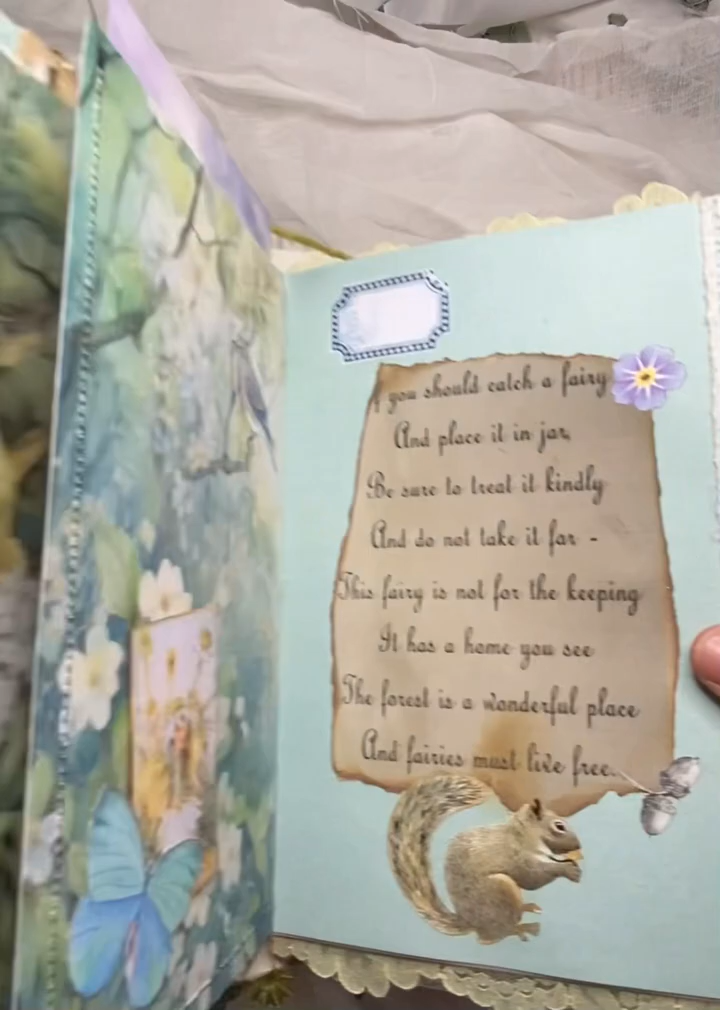 If you should catch a fairy
And place it in jar,
Be sure to treat it kindly
And do not take it far -
This fairy is not for the keeping
It has a home you see
The forest is a wonderful place
And fairies must live free.